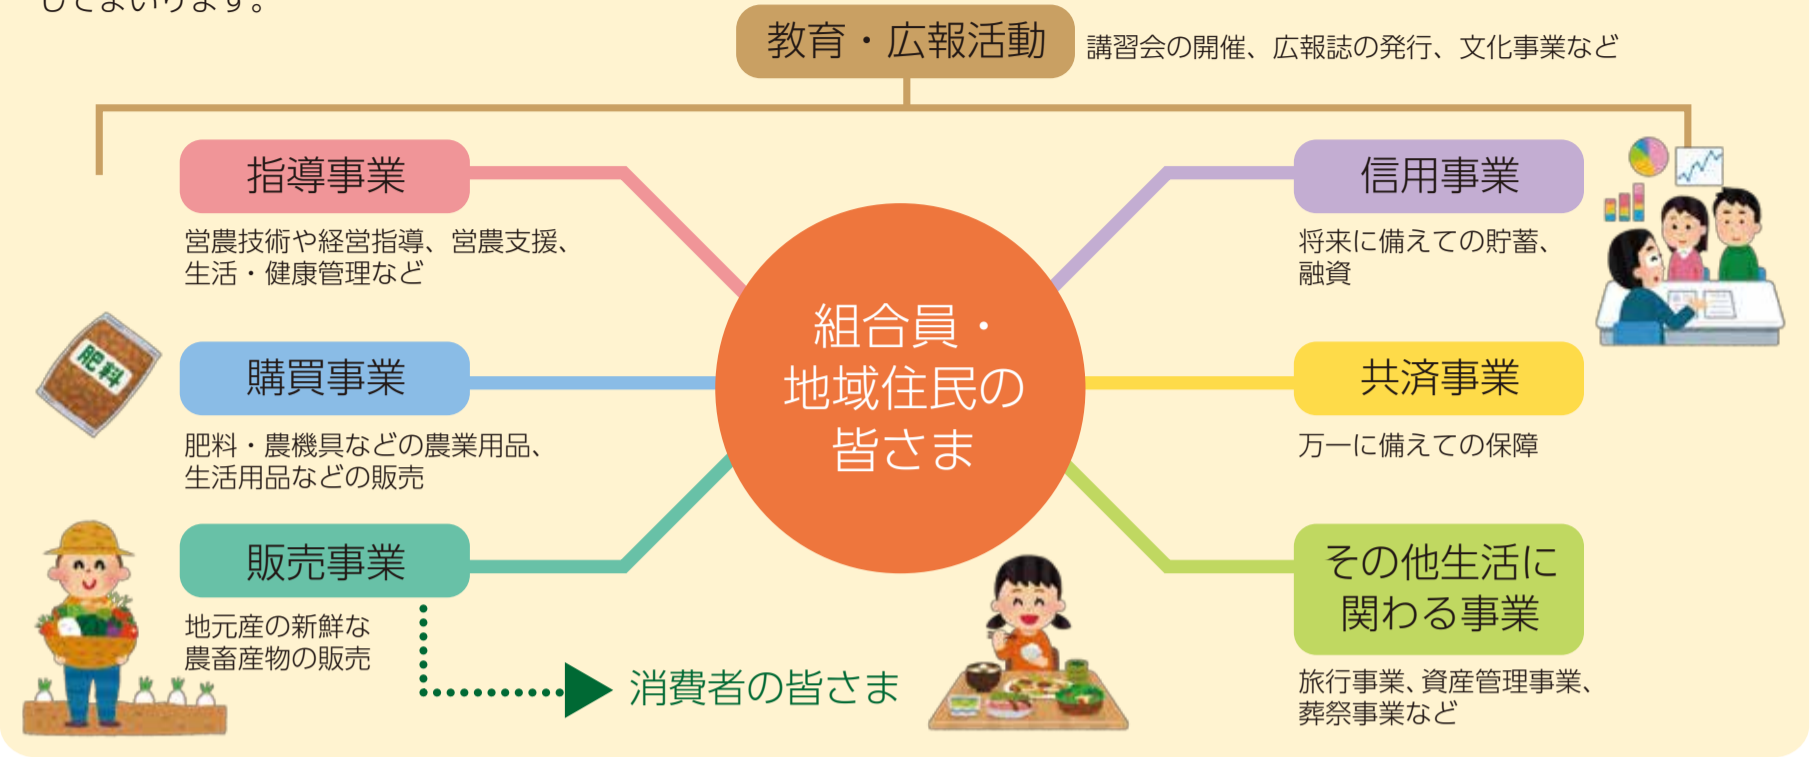 してまいります。
教育・広報活動
講習会の開催、広報誌の発行、文化事業など
指導事業
営農技術や経営指導、営農支援、
生活・健康管理など
肥料
購買事業
肥料・農機具などの農業用品、
生活用品などの販売
販売事業
地元産の新鮮な
農畜産物の販売
消費者の皆さま
組合員・
地域住民の
皆さま
信用事業
将来に備えての貯蓄、
融資
共済事業
万一に備えての保障
その他生活に
関わる事業
旅行事業、資産管理事業、
葬祭事業など